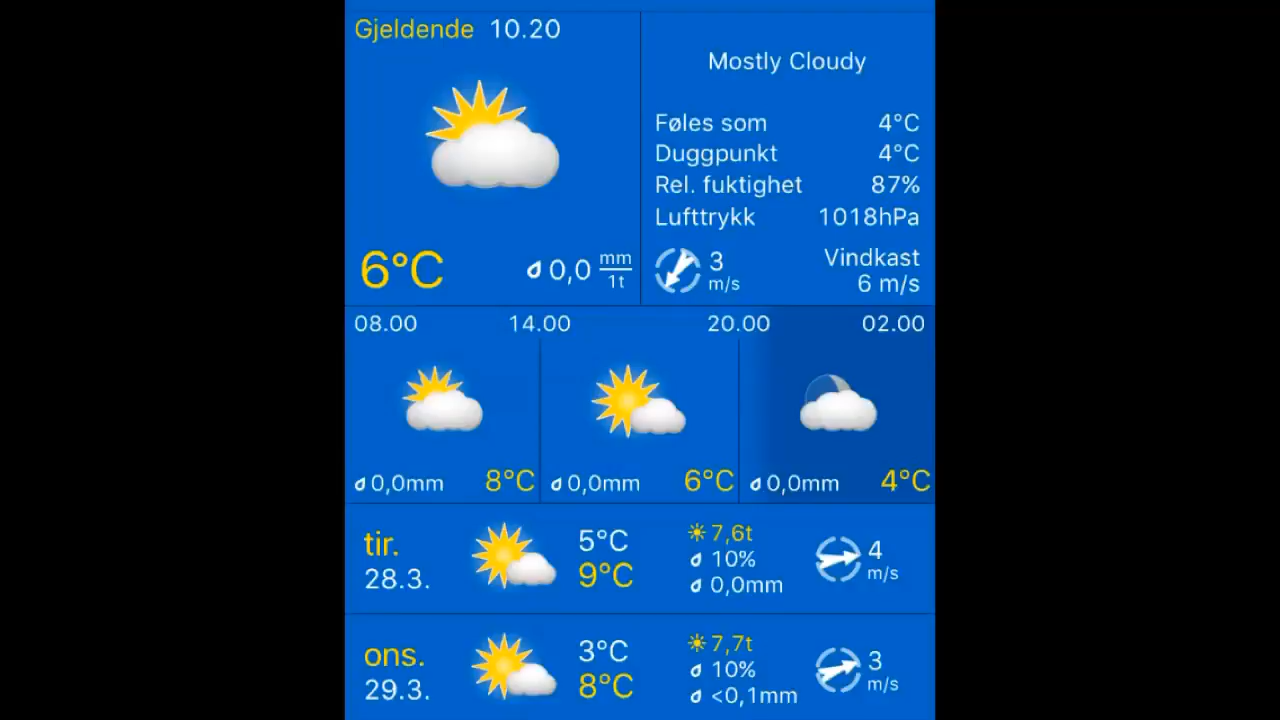 Gjeldende 10.20
6°C
0,0 mm
1t
Mostly Cloudy
Føles som 4°C
Duggpunkt 4°C
Rel. fuktighet 87%
Lufttrykk 1018hPa
3 m/s
Vindkast
6 m/s
08.00 14.00 20.00 02.00
0,0mm 8°C 0,0mm 6°C 0,0mm 4°C
tir.
28.3.
5°C
9°C
7,6t
10%
0,0mm
4 m/s
ons.
29.3.
3°C
8°C
7,7t
10%
<0,1mm
3 m/s